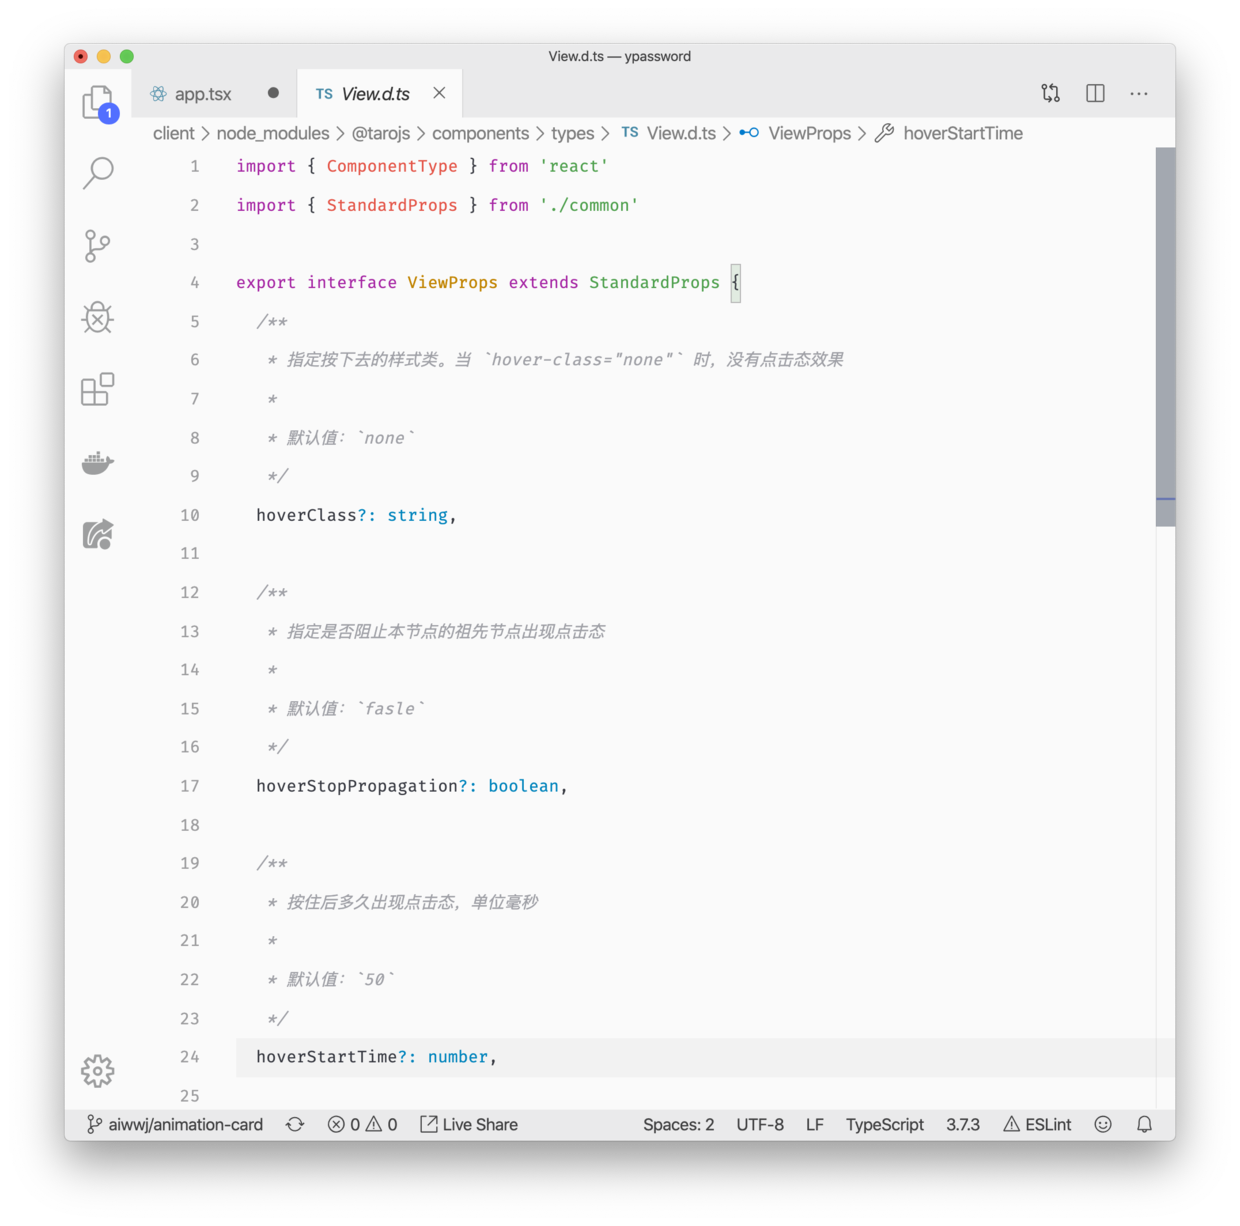 View.d.ts — ypassword
app.tsx
TS View.d.ts
1
client > node_modules > @tarojs > components > types > TS View.d.ts > ViewProps > hoverStartTime
1 import { ComponentType } from 'react'
2 import { StandardProps } from './common'
3
4 export interface ViewProps extends StandardProps {
5 /**
6 * 指定按下去的样式类。当 `hover-class="none"` 时，没有点击态效果
7 *
8 * 默认值：`none`
9 */
10 hoverClass?: string,
11
12 /**
13 * 指定是否阻止本节点的祖先节点出现点击态
14 *
15 * 默认值：`fasle`
16 */
17 hoverStopPropagation?: boolean,
18
19 /**
20 * 按住后多久出现点击态，单位毫秒
21 *
22 * 默认值：`50`
23 */
24 hoverStartTime?: number,
25
aiwwj/animation-card 0 0 Live Share Spaces: 2 UTF-8 LF TypeScript 3.7.3 ESLint